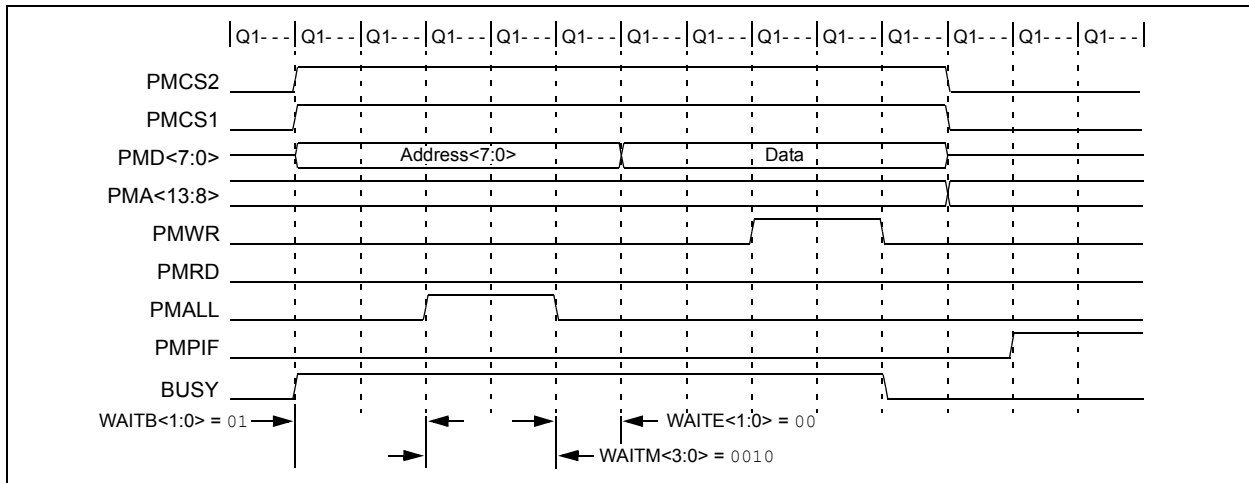 Q1- - - Q1- - - Q1- - - Q1- - - Q1- - - Q1- - - Q1- - - Q1- - - Q1- - - Q1- - - Q1- - - Q1- - - Q1- - - Q1- - -
PMCS2
PMCS1
PMD<7:0> Address<7:0> Data
PMA<13:8>
PMWR
PMRD
PMALL
PMPIF
BUSY
WAITB<1:0> = 01 WAITE<1:0> = 00
WAITM<3:0> = 0010